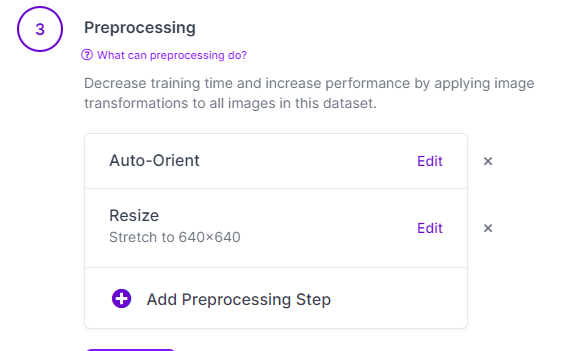 3
Preprocessing
What can preprocessing do?
Decrease training time and increase performance by applying image
transformations to all images in this dataset.
Auto-Orient
Edit
×
Resize
Stretch to 640×640
Edit
×
Add Preprocessing Step